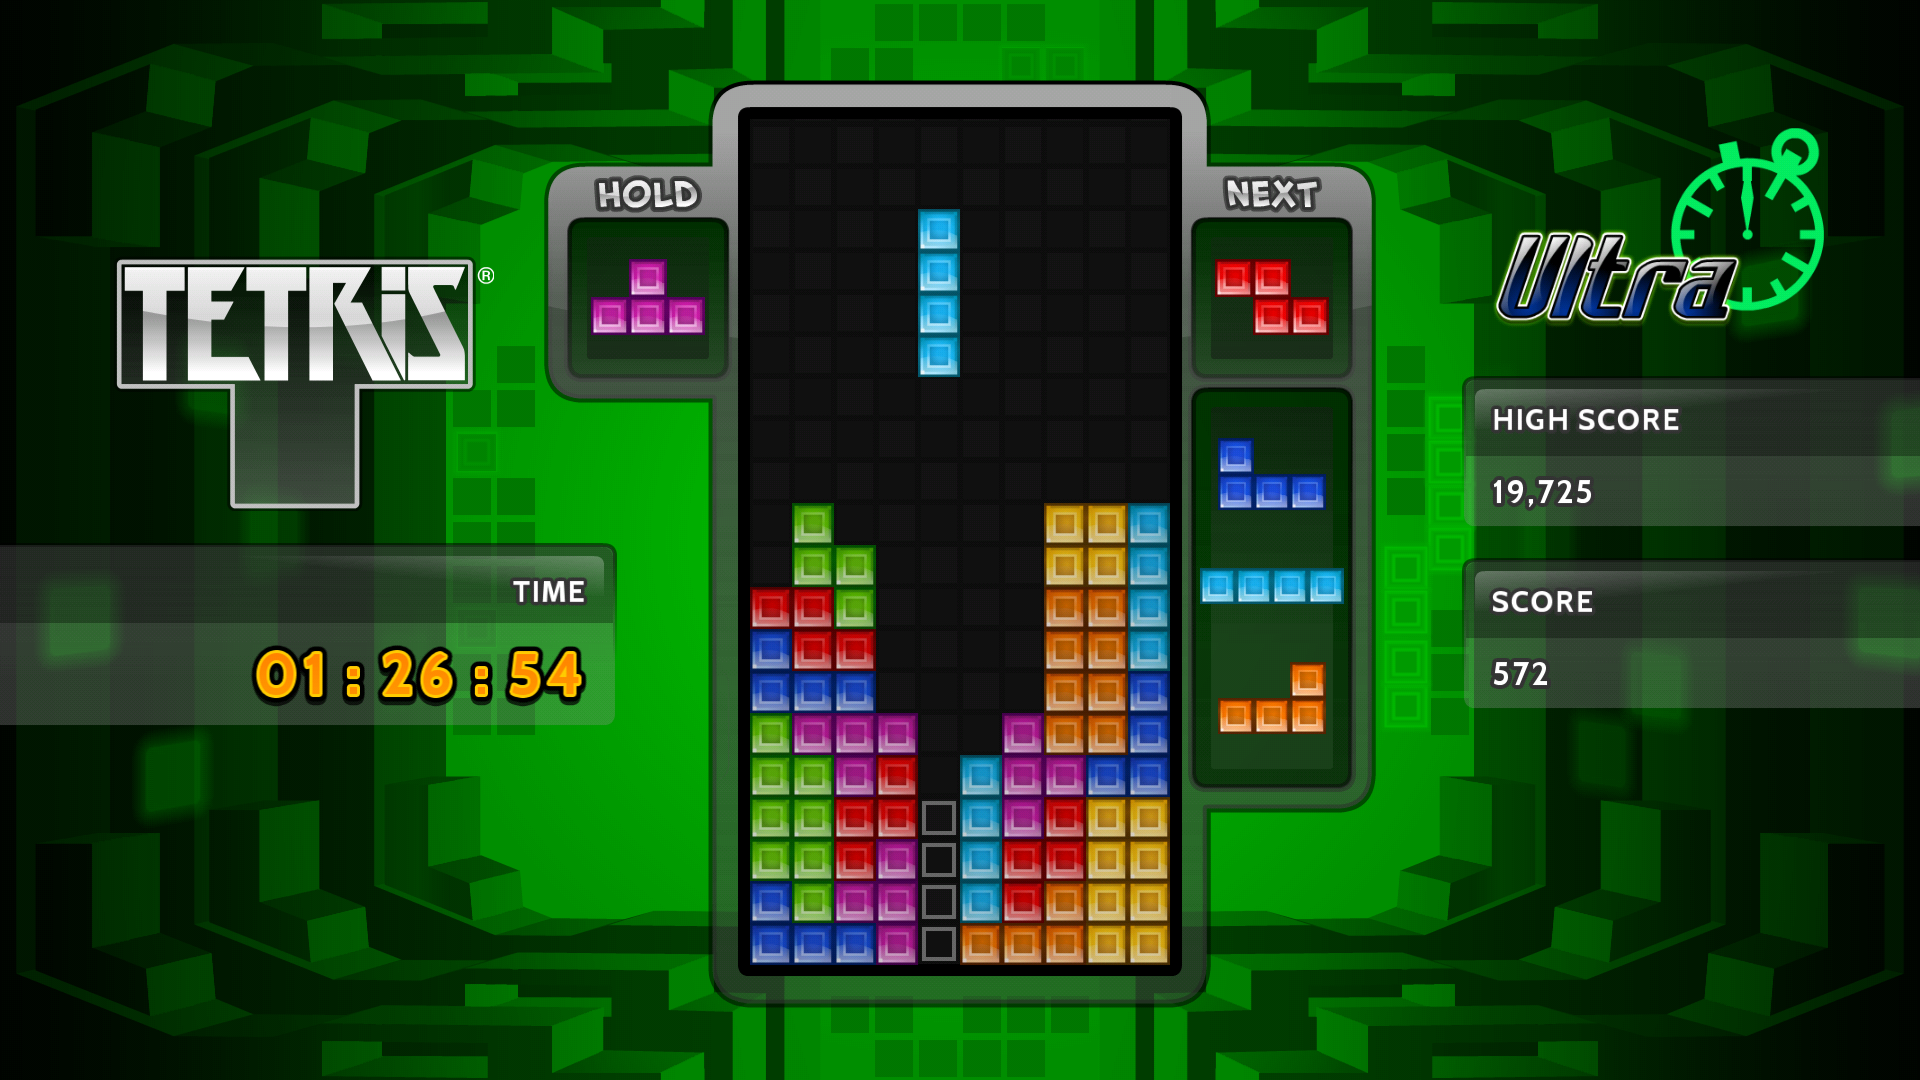 HOLD
NEXT
TETRIS®
Ultra
HIGH SCORE
19,725
TIME
01:26:54
SCORE
572